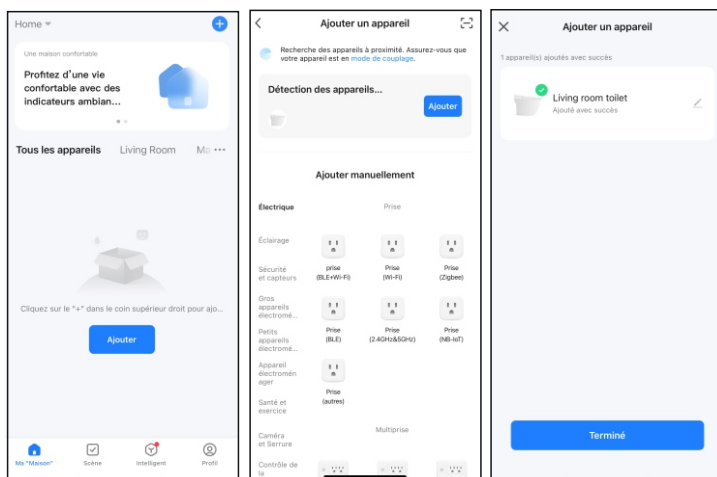 Home
Une maison confortable
Profitez d'une vie
confortable avec des
indicateurs ambian...
Tous les appareils
Living Room
Ma
Cliquez sur le "+" dans le coin supérieur droit pour ajo...
Ajouter
Ma "Maison"
Scène
Intelligent
Profil
Ajouter un appareil
Recherche des appareils à proximité. Assurez-vous que
votre appareil est en mode de couplage.
Détection des appareils...
Ajouter
Ajouter manuellement
Électrique
Éclairage
Sécurité
et capteurs
Gros
appareils
électromé...
Petits
appareils
électromé...
Appareil
électromén
ager
Santé et
exercice
Caméra
et Serrure
Contrôle de
la
Prise
prise
(BLE+Wi-Fi)
Prise
(Wi-Fi)
Prise
(Zigbee)
Prise
(BLE)
Prise
(2.4GHz&5GHz)
Prise
(NB-IoT)
Prise
(autres)
Multiprise
Ajouter un appareil
1 appareil(s) ajoutés avec succès
Living room toilet
Ajouté avec succès
Terminé